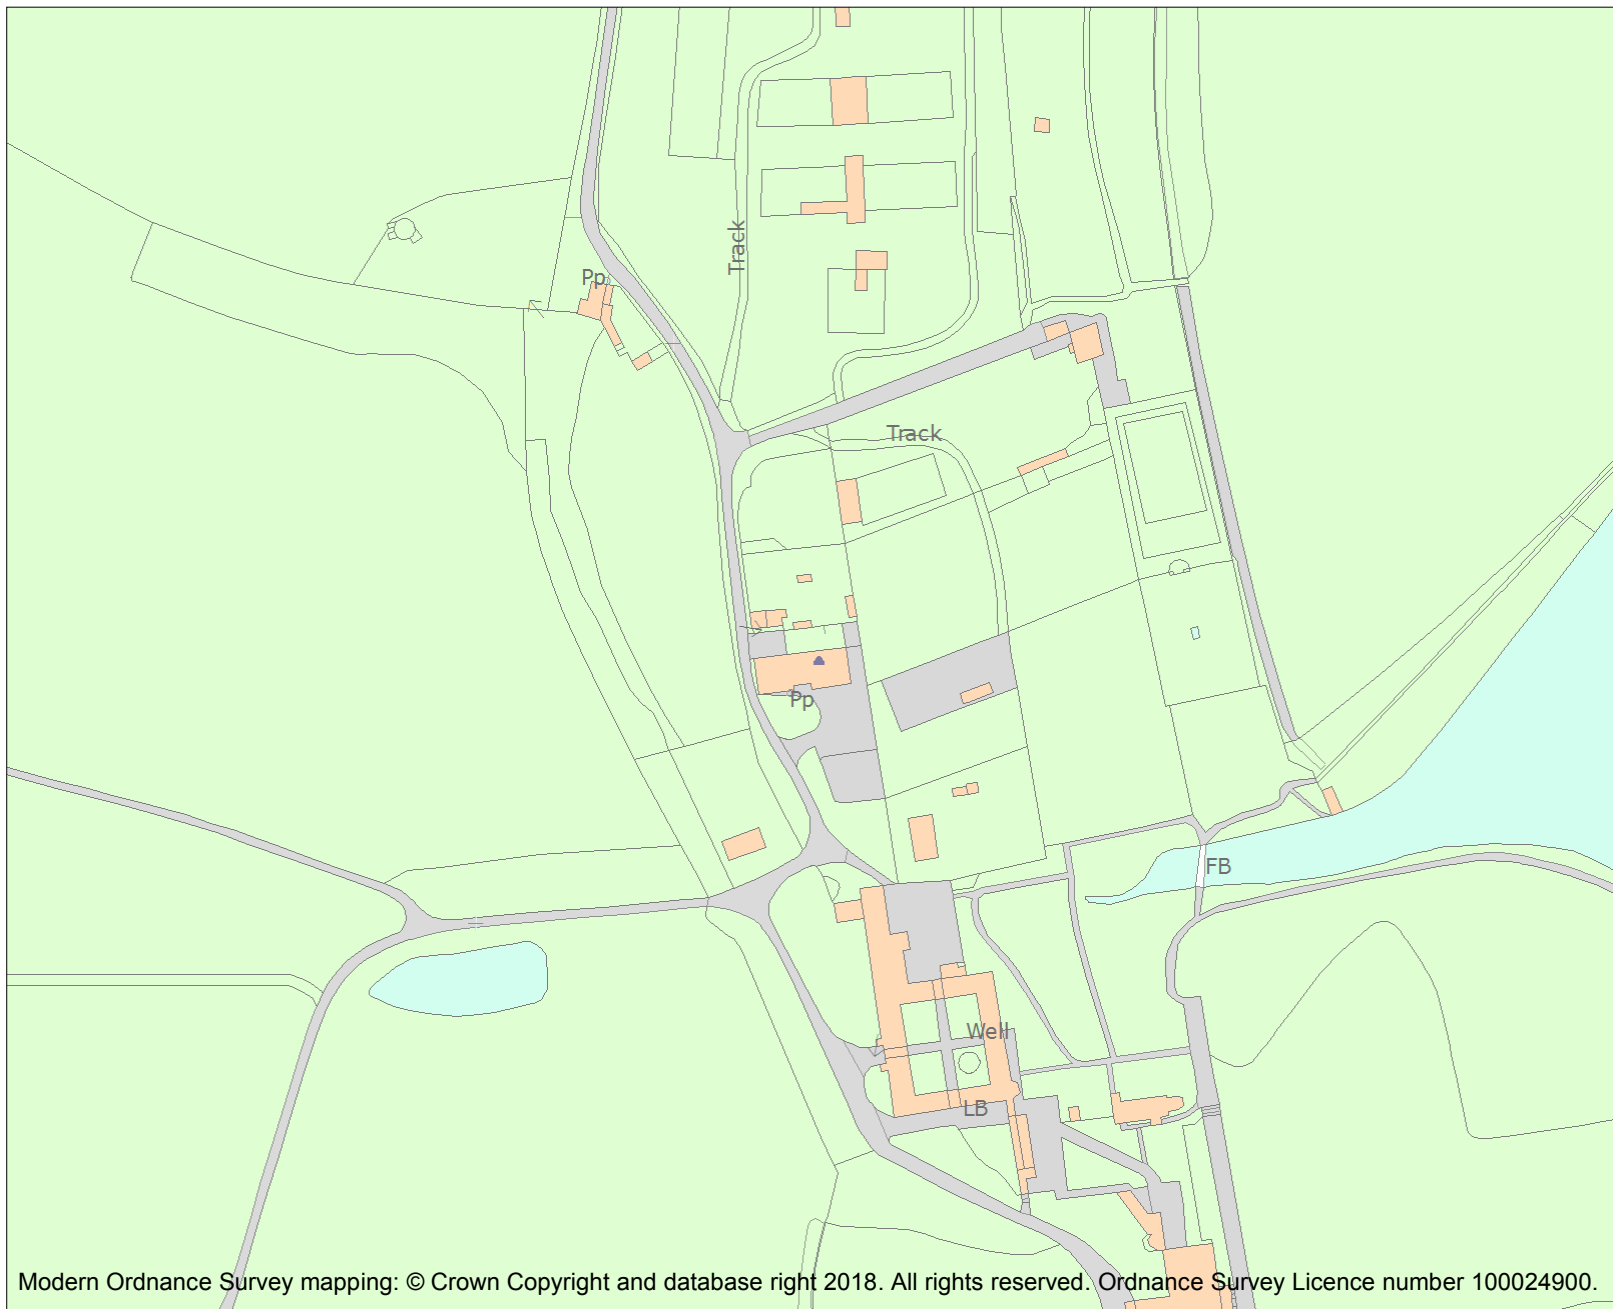 Track
Pp
Track
Pp
FB
Well
LB
Modern Ordnance Survey mapping: © Crown Copyright and database right 2018. All rights reserved. Ordnance Survey Licence number 100024900.